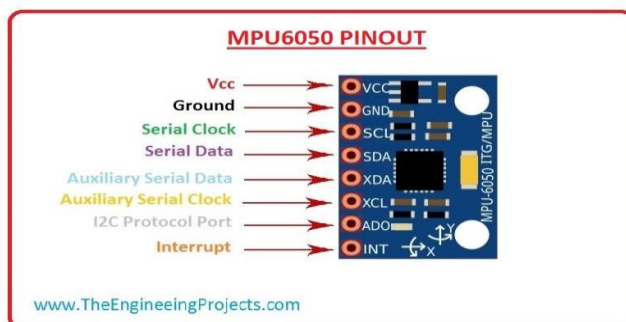 MPU6050 PINOUT
Vcc VCC
Ground GND
Serial Clock SCL
Serial Data SDA
Auxiliary Serial Data XDA
Auxiliary Serial Clock XCL
I2C Protocol Port ADO
Interrupt INT
MPU-6050 ITG/MPU
Y
X
www.TheEngineeingProjects.com